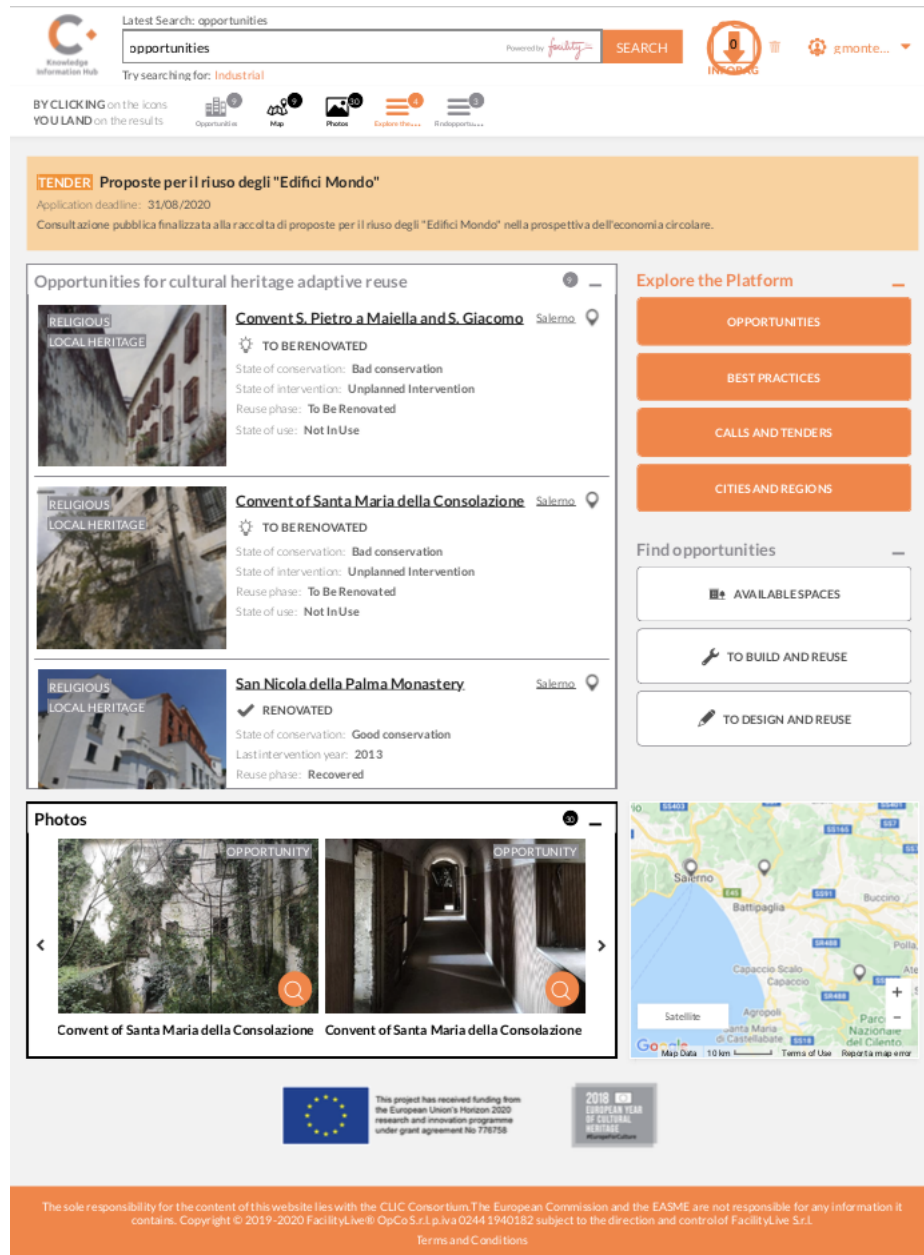 Latest Search: opportunities
opportunities
Powered by
SEARCH
0
INFOBAG
gmonte...
Knowledge
Information Hub
Try searching for: Industrial
BY CLICKING on the icons
YOU LAND on the results
9
Opportunities
9
Map
30
Photos
4
Explore the...
3
Findopportu...
TENDER Proposte per il riuso degli "Edifici Mondo"
Application deadline: 31/08/2020
Consultazione pubblica finalizzata alla raccolta di proposte per il riuso degli "Edifici Mondo" nella prospettiva dell'economia circolare.
Opportunities for cultural heritage adaptive reuse
9
RELIGIOUS
LOCAL HERITAGE
Convent S. Pietro a Maiella and S. Giacomo
Salerno
TO BE RENOVATED
State of conservation: Bad conservation
State of intervention: Unplanned Intervention
Reuse phase: To Be Renovated
State of use: Not In Use
RELIGIOUS
LOCAL HERITAGE
Convent of Santa Maria della Consolazione
Salerno
TO BE RENOVATED
State of conservation: Bad conservation
State of intervention: Unplanned Intervention
Reuse phase: To Be Renovated
State of use: Not In Use
RELIGIOUS
LOCAL HERITAGE
San Nicola della Palma Monastery
Salerno
RENOVATED
State of conservation: Good conservation
Last intervention year: 2013
Reuse phase: Recovered
Explore the Platform
OPPORTUNITIES
BEST PRACTICES
CALLS AND TENDERS
CITIES AND REGIONS
Find opportunities
AVAILABLE SPACES
TO BUILD AND REUSE
TO DESIGN AND REUSE
Photos
30
OPPORTUNITY
Convent of Santa Maria della Consolazione
OPPORTUNITY
Convent of Santa Maria della Consolazione
SS403
SS401
SS7
SS165
SS7
Salerno
E45
SS91
Buccino
Battipaglia
SR488
Polla
Capaccio Scalo
Capaccio
Ate
SR488
+
Satellite
Agropoli
Parco
−
Santa Maria
di Castellabate
Nazionale
del Cilento
SS18
Google
Map Data
10 km
Terms of Use
Report a map error
This project has received funding from
the European Union's Horizon 2020
research and innovation programme
under grant agreement No 776758
2018
EUROPEAN YEAR
OF CULTURAL
HERITAGE
#EuropeForCulture
The sole responsibility for the content of this website lies with the CLIC Consortium.The European Commission and the EASME are not responsible for any information it
contains. Copyright © 2019-2020 FacilityLive® OpCo S.r.l. p.iva 02441940182 subject to the direction and control of FacilityLive S.r.l.
Terms and Conditions